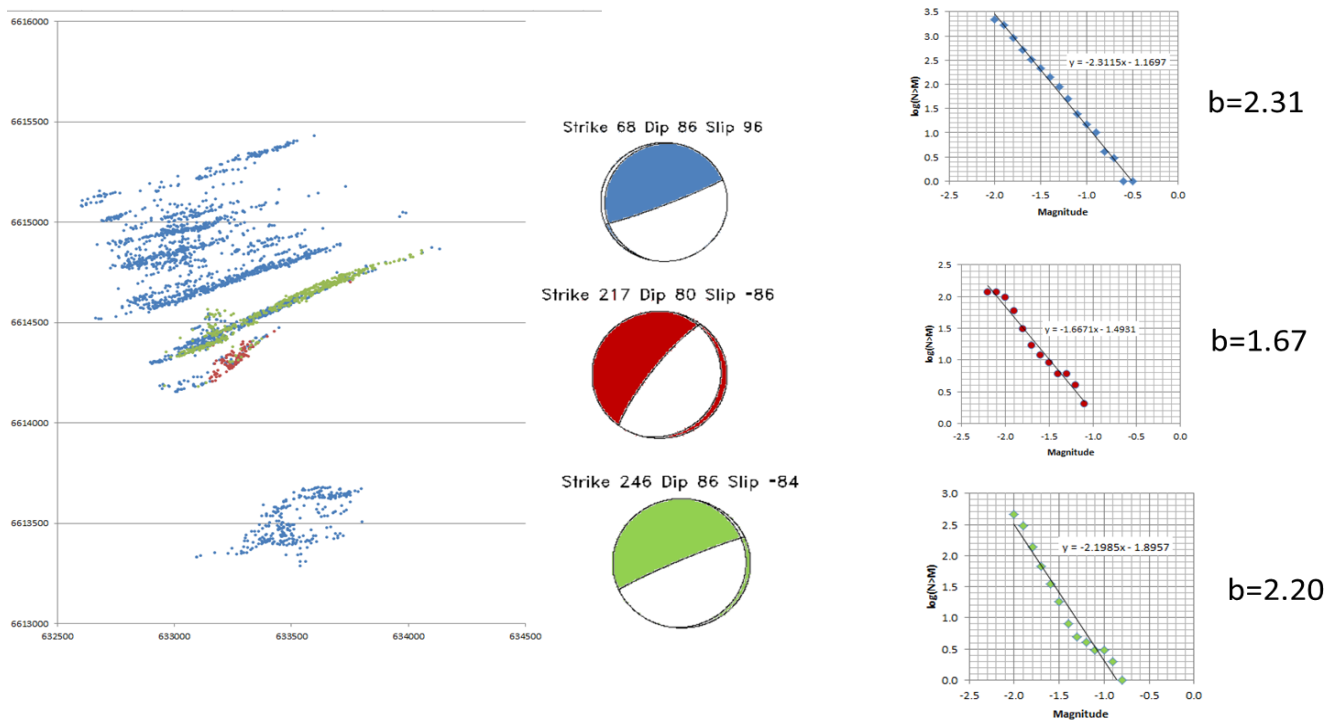 6616000
6615500
6615000
6614500
6614000
6613500
6613000
632500 633000 633500 634000 634500
Strike 68 Dip 86 Slip 96
Strike 217 Dip 80 Slip -86
Strike 246 Dip 86 Slip -84
3.5
3.0
2.5
2.0
1.5
1.0
0.5
0.0
log(N>M)
y = -2.3115x - 1.1697
-2.5 -2.0 -1.5 -1.0 -0.5 0.0
Magnitude
b=2.31
2.5
2.0
1.5
1.0
0.5
0.0
log(N>M)
y = -1.6671x - 1.4931
-2.5 -2.0 -1.5 -1.0 -0.5 0.0
Magnitude
b=1.67
3.0
2.5
2.0
1.5
1.0
0.5
0.0
log(N>M)
y = -2.1985x - 1.8957
-2.5 -2.0 -1.5 -1.0 -0.5 0.0
Magnitude
b=2.20